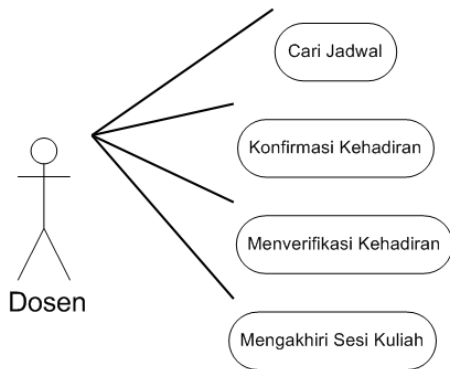 Cari Jadwal
Konfirmasi Kehadiran
Menverifikasi Kehadiran
Dosen
Mengakhiri Sesi Kuliah